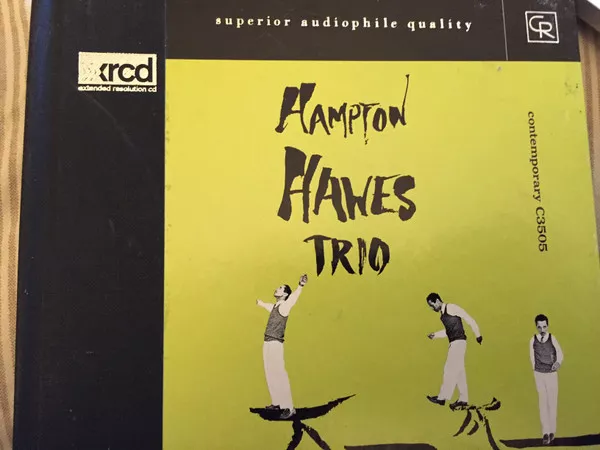 superior audiophile quality
CR
xrcd
extended resolution cd
HAMPTON
HAWES
TRIO
contemporary C3505